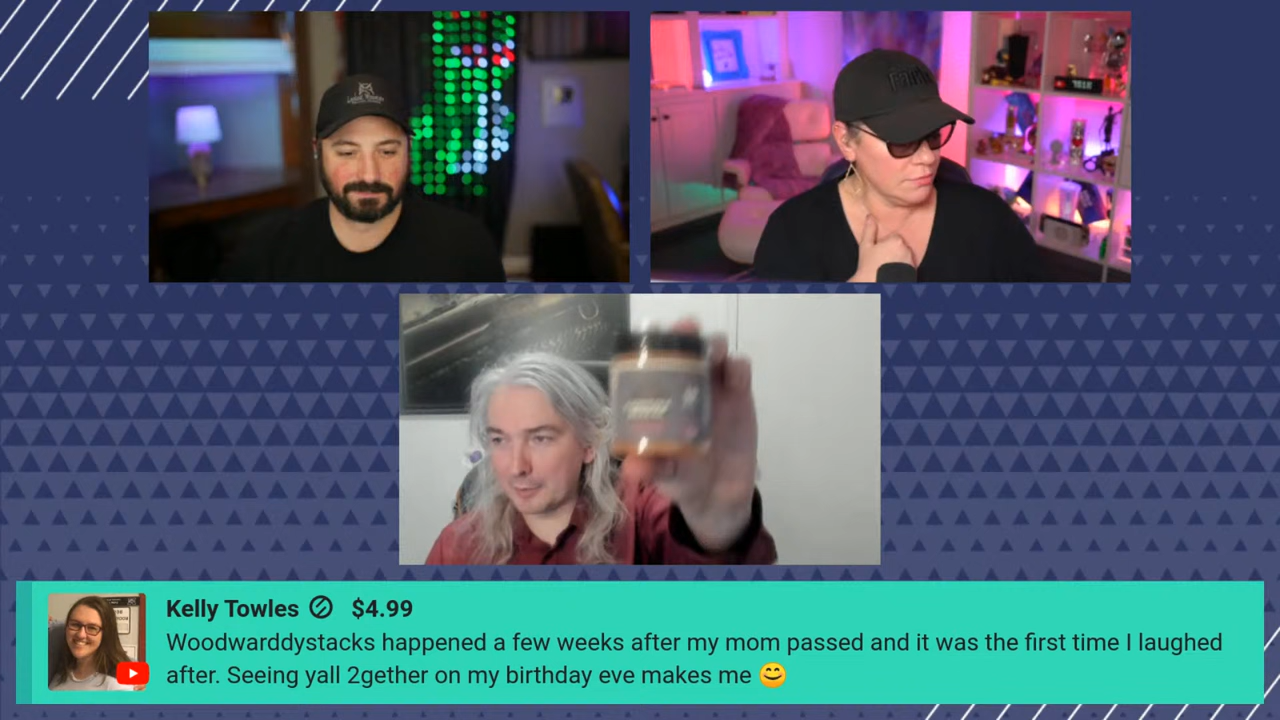 Kelly Towles $4.99
Woodwarddystacks happened a few weeks after my mom passed and it was the first time I laughed
after. Seeing yall 2gether on my birthday eve makes me 😊